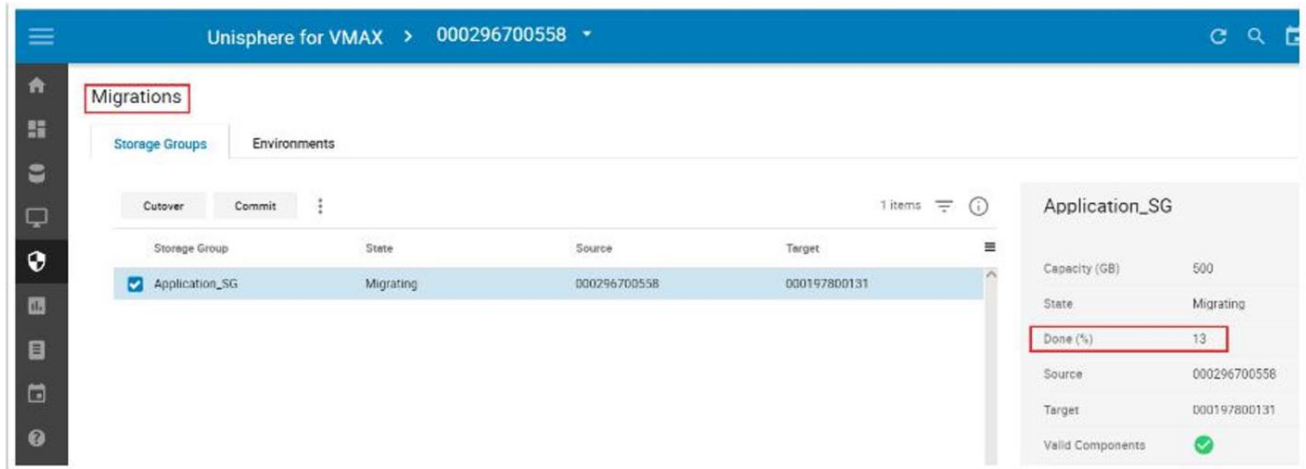 Unisphere for VMAX > 000296700558
Migrations
Storage Groups Environments
Cutover Commit 1 items
Storage Group State Source Target
Application_SG Migrating 000296700558 000197800131
Application_SG
Capacity (GB) 500
State Migrating
Done (%) 13
Source 000296700558
Target 000197800131
Valid Components